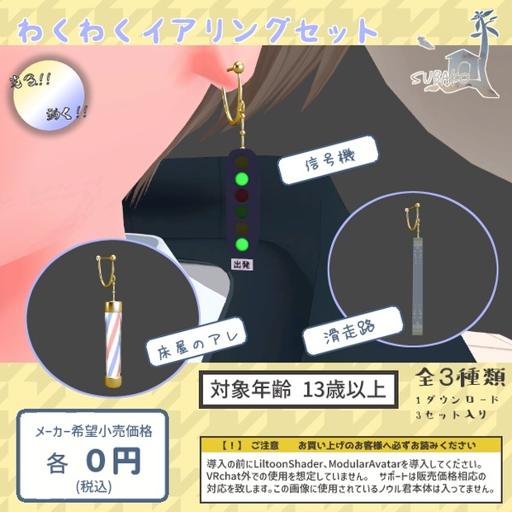 わくわくイアリングセット
光る!!
動く!!
SUBAKO
信号機
出発
床屋のアレ
滑走路
対象年齢 13歳以上
全3種類
1ダウンロード
3セット入り
メーカー希望小売価格
各 0円
(税込)
【!】 ご注意 お買い上げのお客様へ必ずお読みください
導入の前にLiltoonShader、ModularAvatarを導入してください。
VRchat外での使用を想定していません。 サポートは販売価格相応の
対応を致します。この画像に使用されているノウル君本体は入ってません。